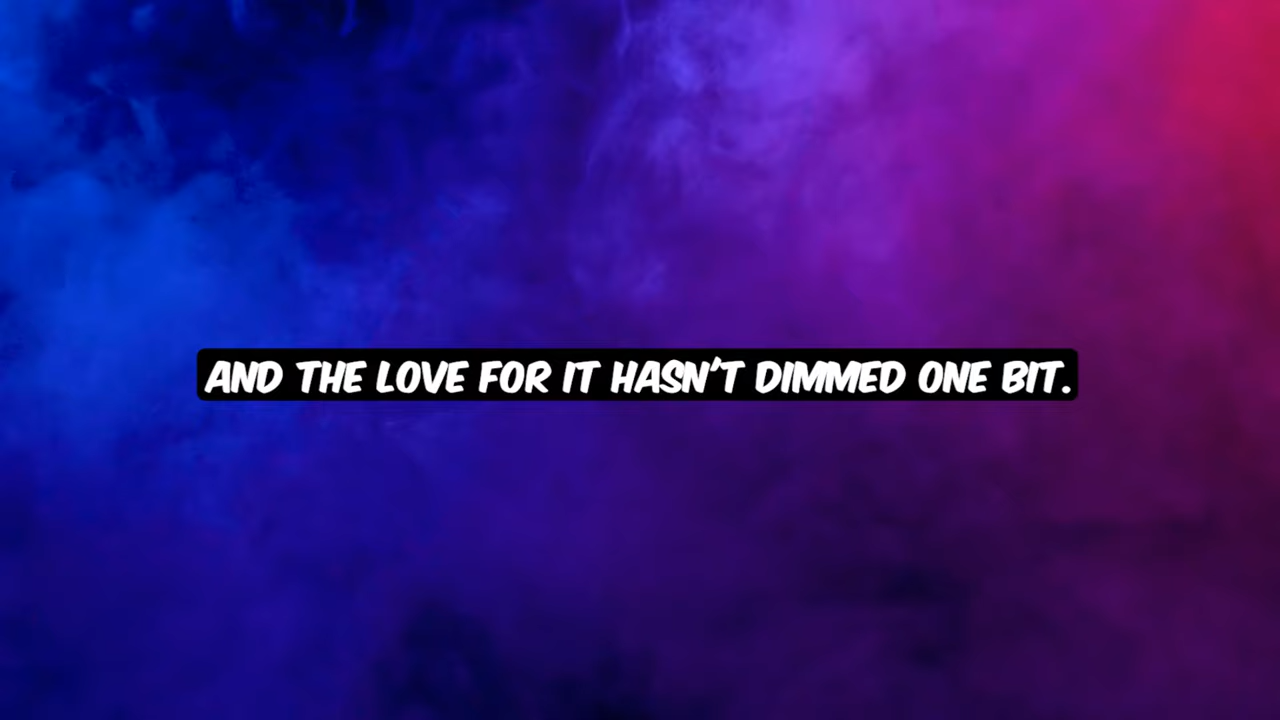 AND THE LOVE FOR IT HASN'T DIMMED ONE BIT.